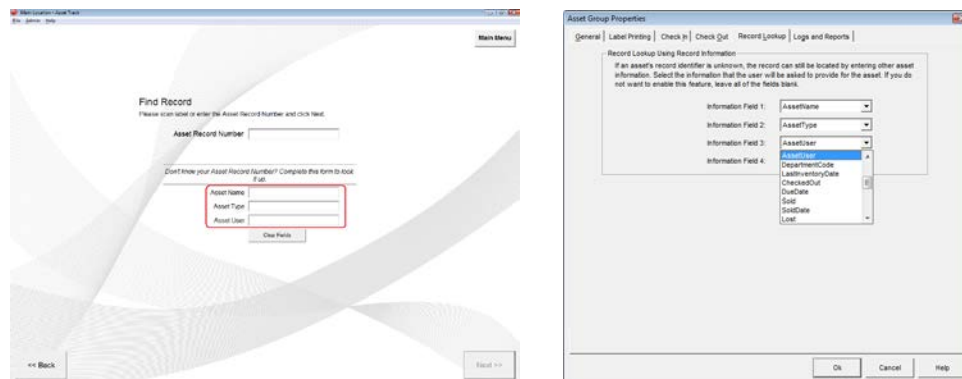 Main Location - Asset Track
File Admin Help
Main Menu
Find Record
Please scan label or enter the Asset Record Number and click Next.
Asset Record Number
Don't know your Asset Record Number? Complete this form to look
it up.
Asset Name
Asset Type
Asset User
Clear Fields
<< Back
Next >>
Asset Group Properties
General
Label Printing
Check In
Check Out
Record Lookup
Logs and Reports
Record Lookup Using Record Information
If an asset's record identifier is unknown, the record can still be located by entering other asset
information. Select the information that the user will be asked to provide for the asset. If you do
not want to enable this feature, leave all of the fields blank.
Information Field 1: AssetName
Information Field 2: AssetType
Information Field 3: AssetUser
Information Field 4:
AssetUser
DepartmentCode
LastInventoryDate
CheckedOut
DueDate
Sold
SoldDate
Lost
Ok
Cancel
Help